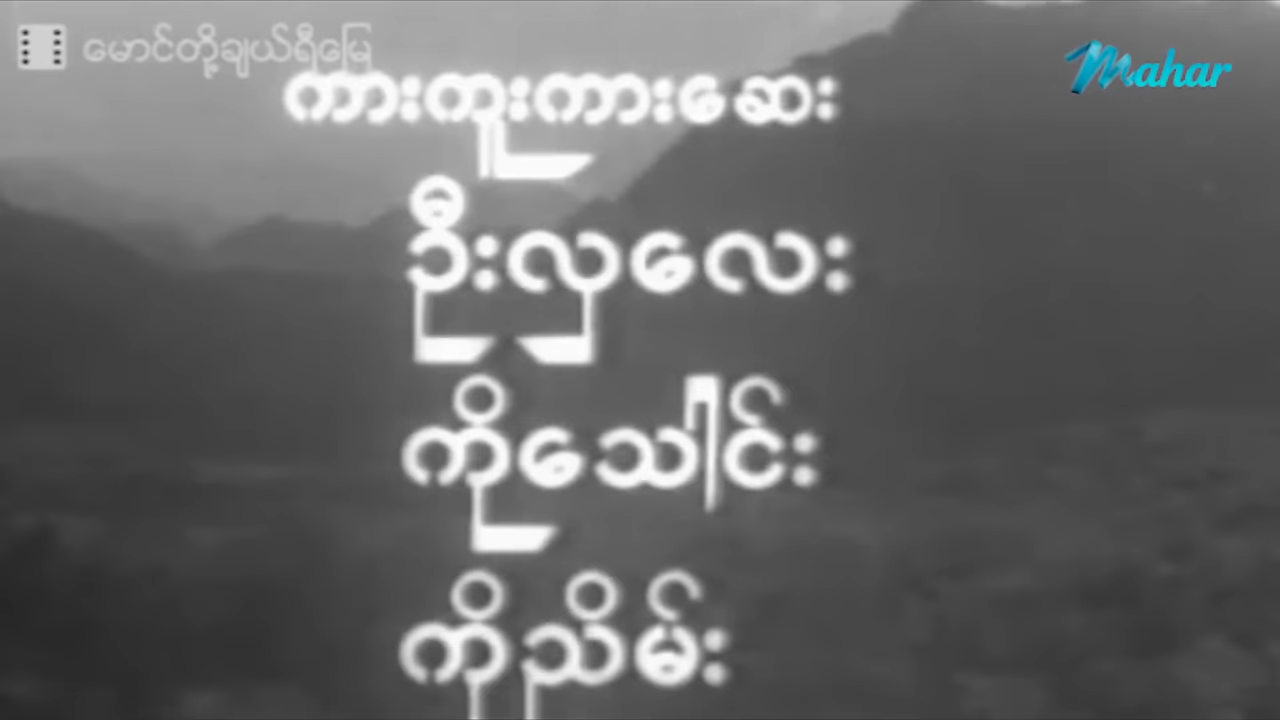 မောင်တို့ချယ်ရီမြေ
Mahar
ကားကူးကားဆေး
ဦးလှလေး
ကိုသေါင်း
ကိုညိုမ်း